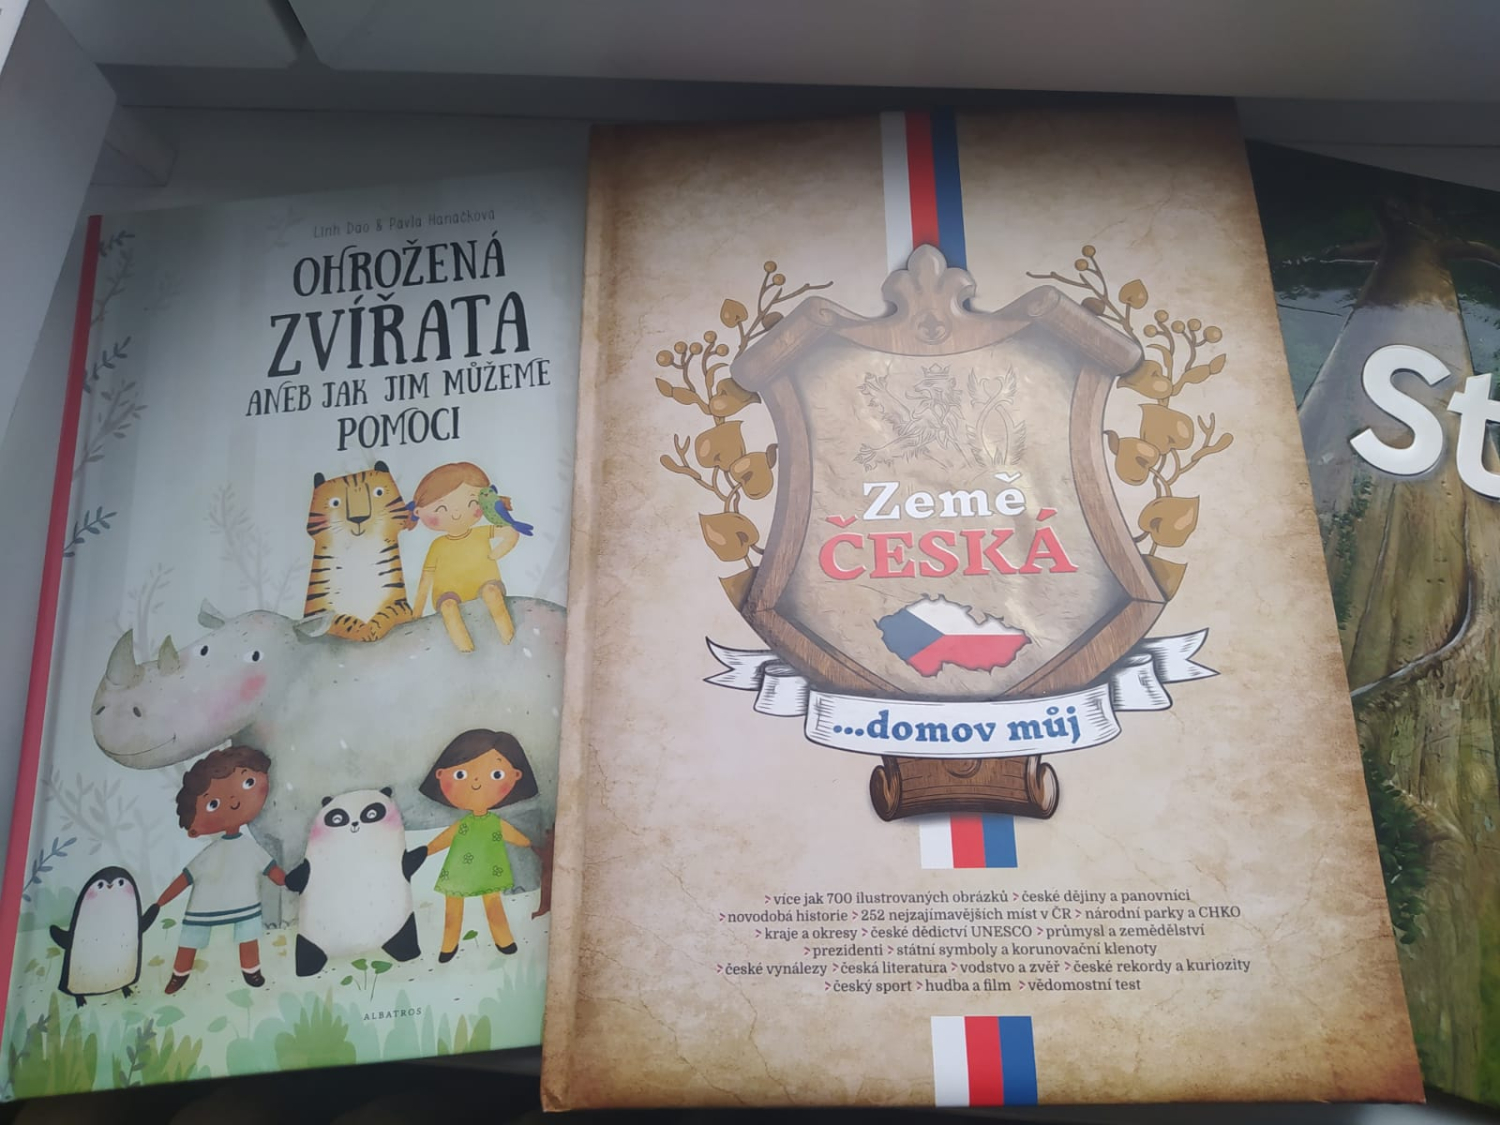 Linh Dao & Pavla Hanáčková
OHROŽENÁ
ZVÍŘATA
ANEB JAK JIM MŮŽEME
POMOCI
ALBATROS
Země
ČESKÁ
...domov můj
>více jak 700 ilustrovaných obrázků >české dějiny a panovníci
>novodobá historie >252 nejzajímavějších míst v ČR >národní parky a CHKO
>kraje a okresy >české dědictví UNESCO >průmysl a zemědělství
>prezidenti >státní symboly a korunovační klenoty
>české vynálezy >česká literatura >vodstvo a zvěř >české rekordy a kuriozity
>český sport >hudba a film >vědomostní test
St